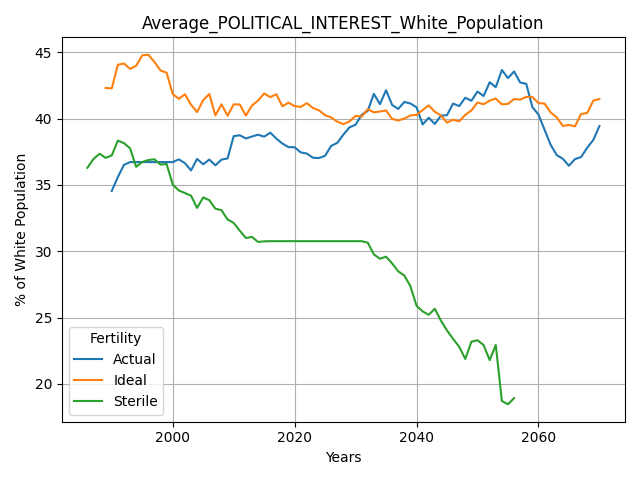 Average_POLITICAL_INTEREST_White_Population
% of White Population
45
40
35
30
25
20
Fertility
Actual
Ideal
Sterile
2000
2020
2040
2060
Years